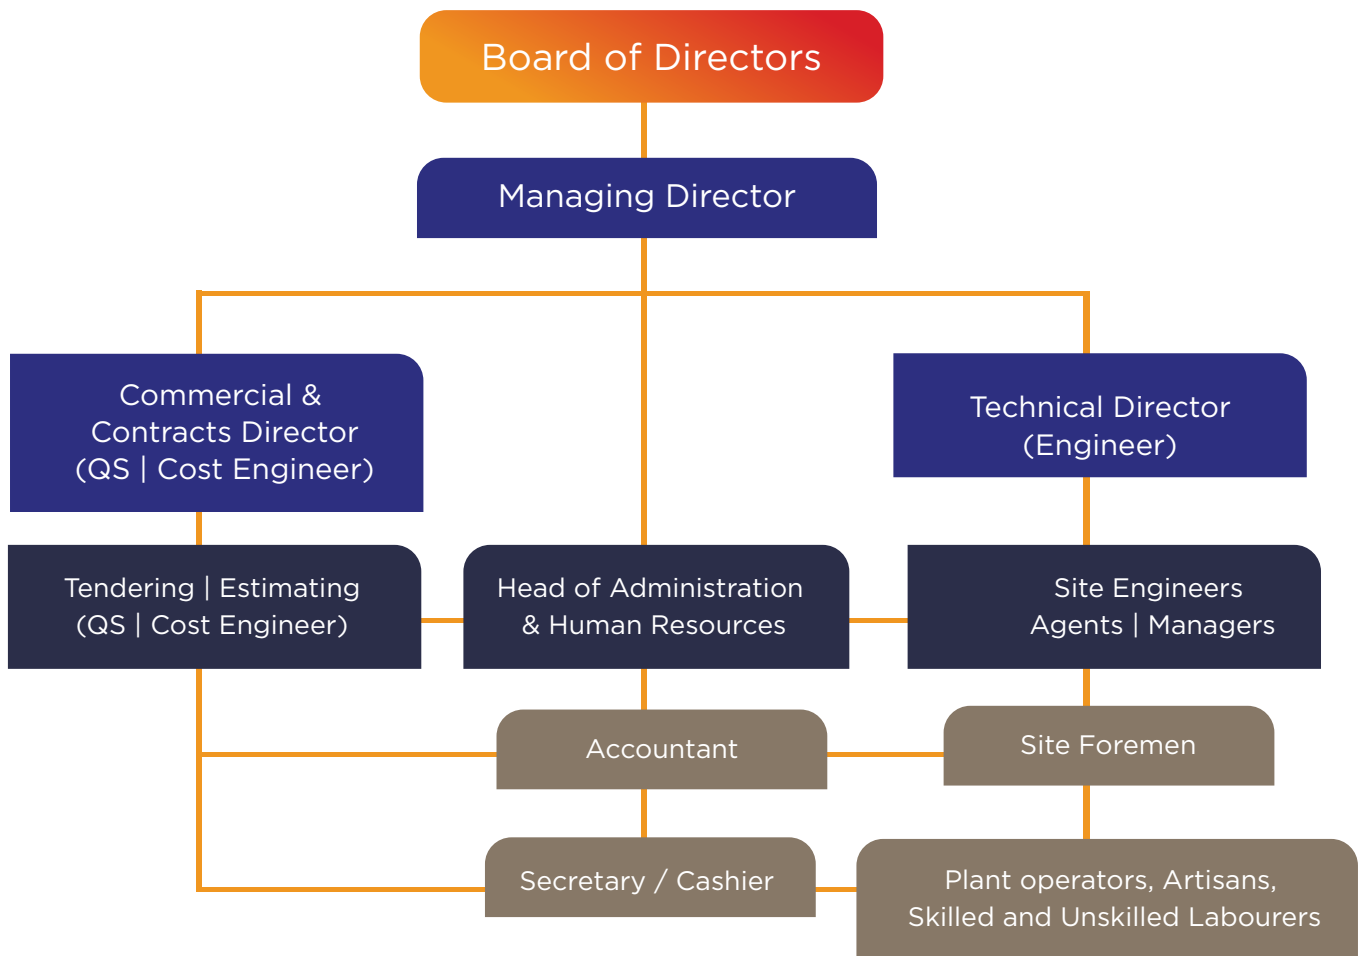 Board of Directors
Managing Director
Commercial &
Contracts Director
(QS | Cost Engineer)
Technical Director
(Engineer)
Tendering | Estimating
(QS | Cost Engineer)
Head of Administration
& Human Resources
Site Engineers
Agents | Managers
Accountant
Site Foremen
Secretary / Cashier
Plant operators, Artisans,
Skilled and Unskilled Labourers